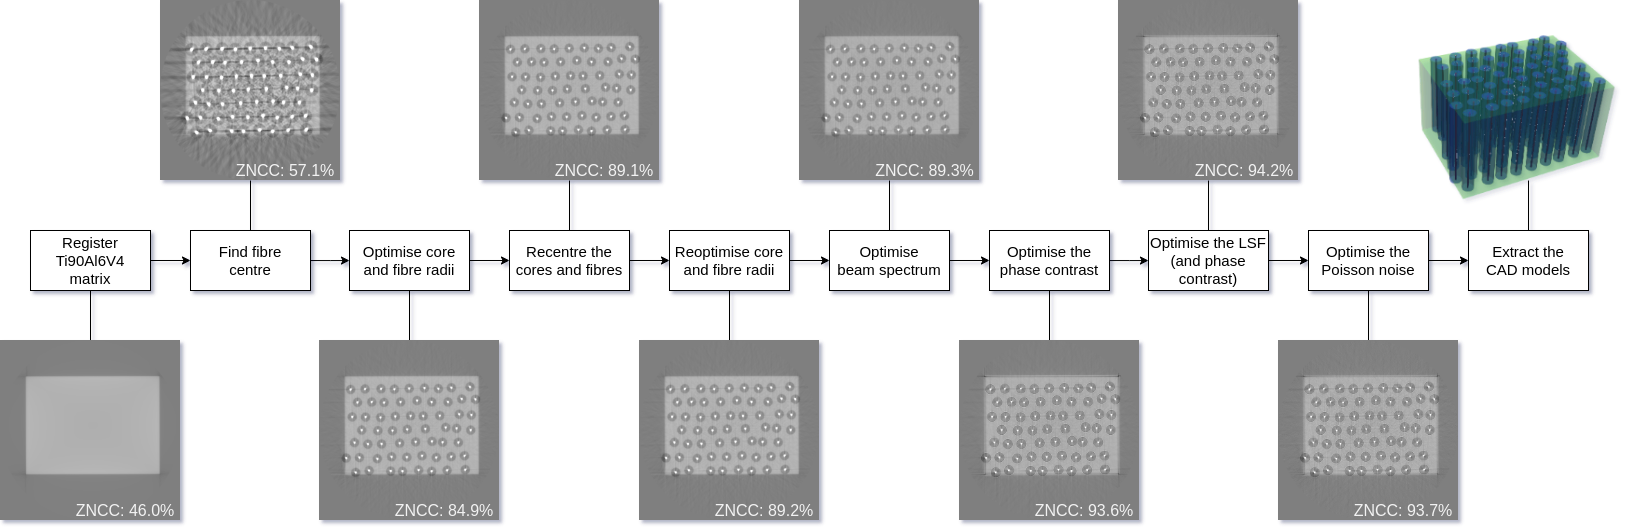 ZNCC: 57.1%
ZNCC: 89.1%
ZNCC: 89.3%
ZNCC: 94.2%
Register
Ti90Al6V4
matrix
Find fibre
centre
Optimise core
and fibre radii
Recentre the
cores and fibres
Reoptimise core
and fibre radii
Optimise
beam spectrum
Optimise the
phase contrast
Optimise the LSF
(and phase
contrast)
Optimise the
Poisson noise
Extract the
CAD models
ZNCC: 46.0%
ZNCC: 84.9%
ZNCC: 89.2%
ZNCC: 93.6%
ZNCC: 93.7%